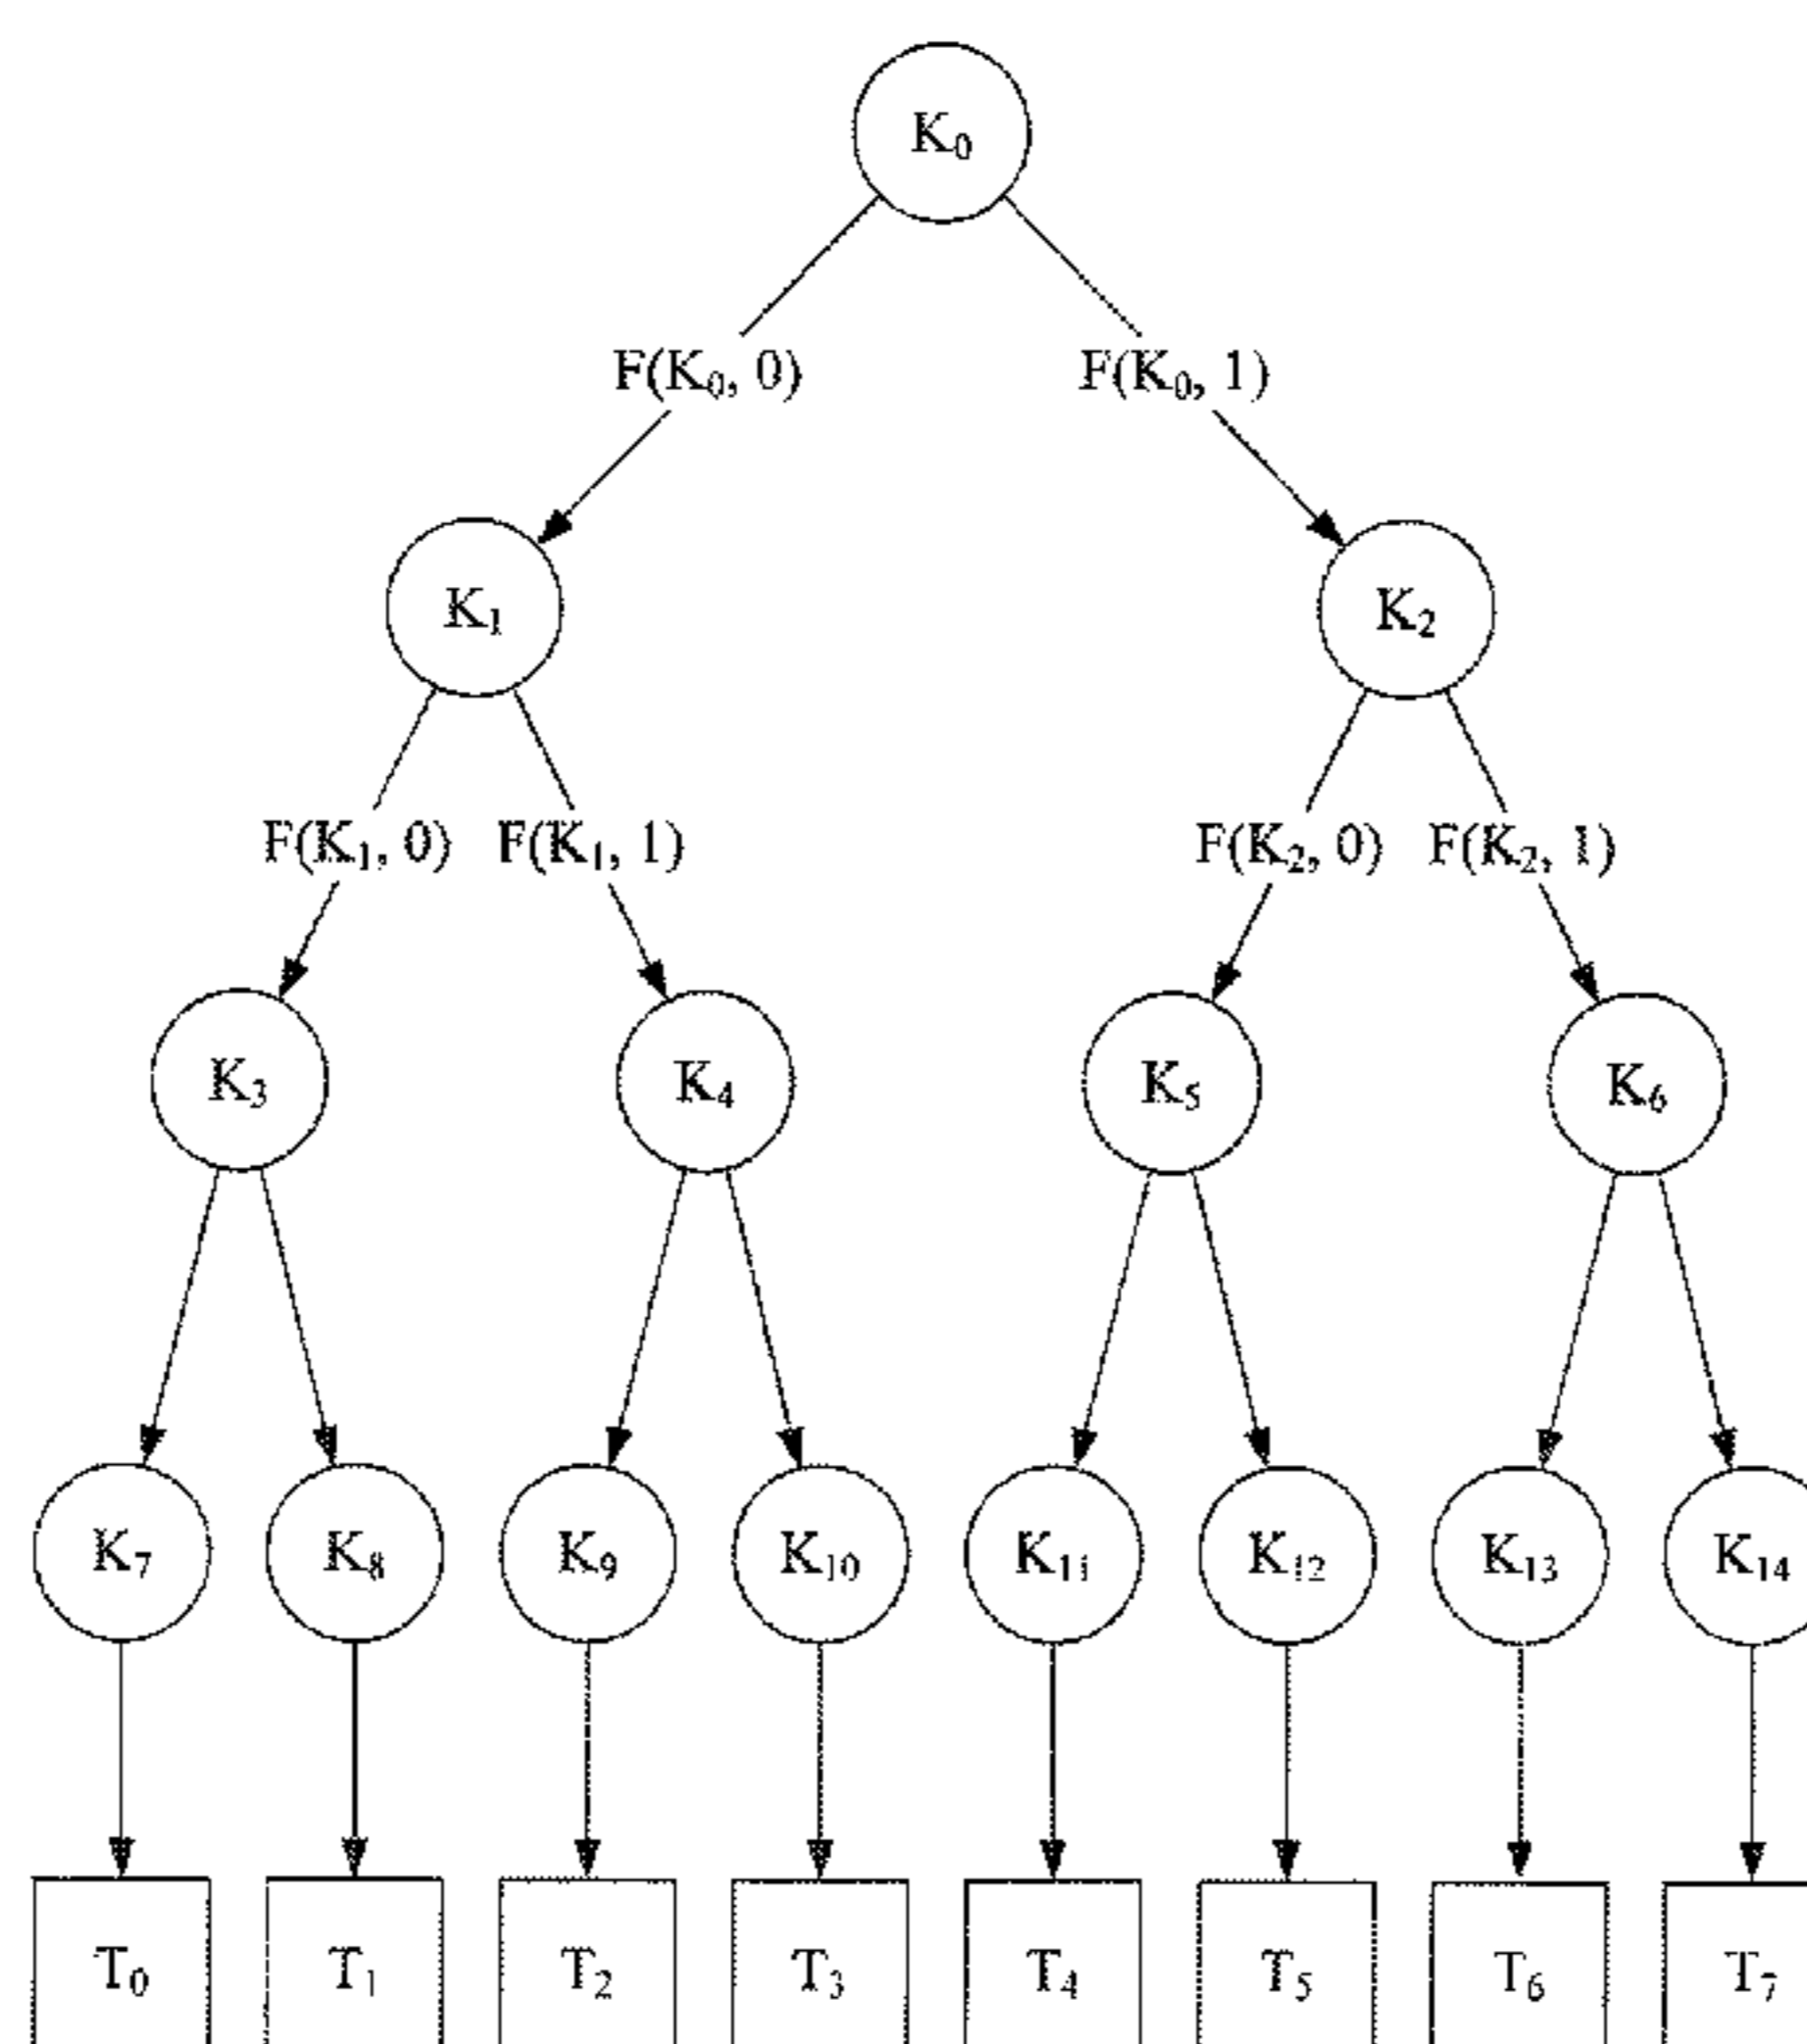 K₀
F(K₀, 0) F(K₀, 1)
K₁ K₂
F(K₁, 0) F(K₁, 1) F(K₂, 0) F(K₂, 1)
K₃ K₄ K₅ K₆
K₇ K₈ K₉ K₁₀ K₁₁ K₁₂ K₁₃ K₁₄
T₀ T₁ T₂ T₃ T₄ T₅ T₆ T₇